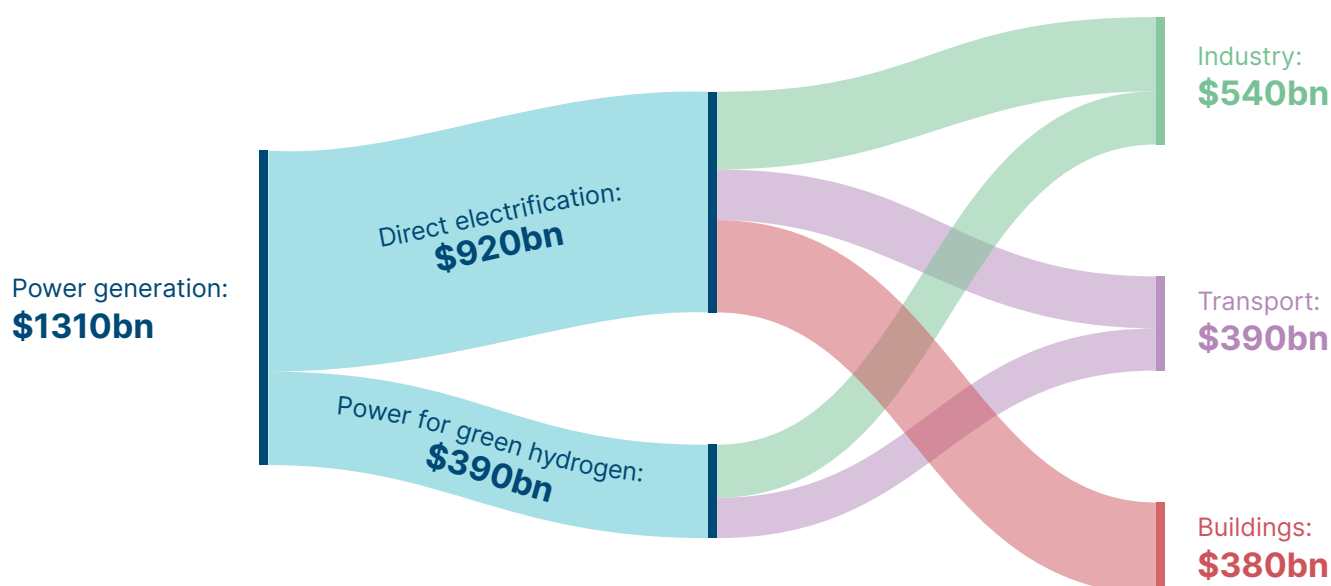 Power generation:
$1310bn
Direct electrification:
$920bn
Power for green hydrogen:
$390bn
Industry:
$540bn
Transport:
$390bn
Buildings:
$380bn